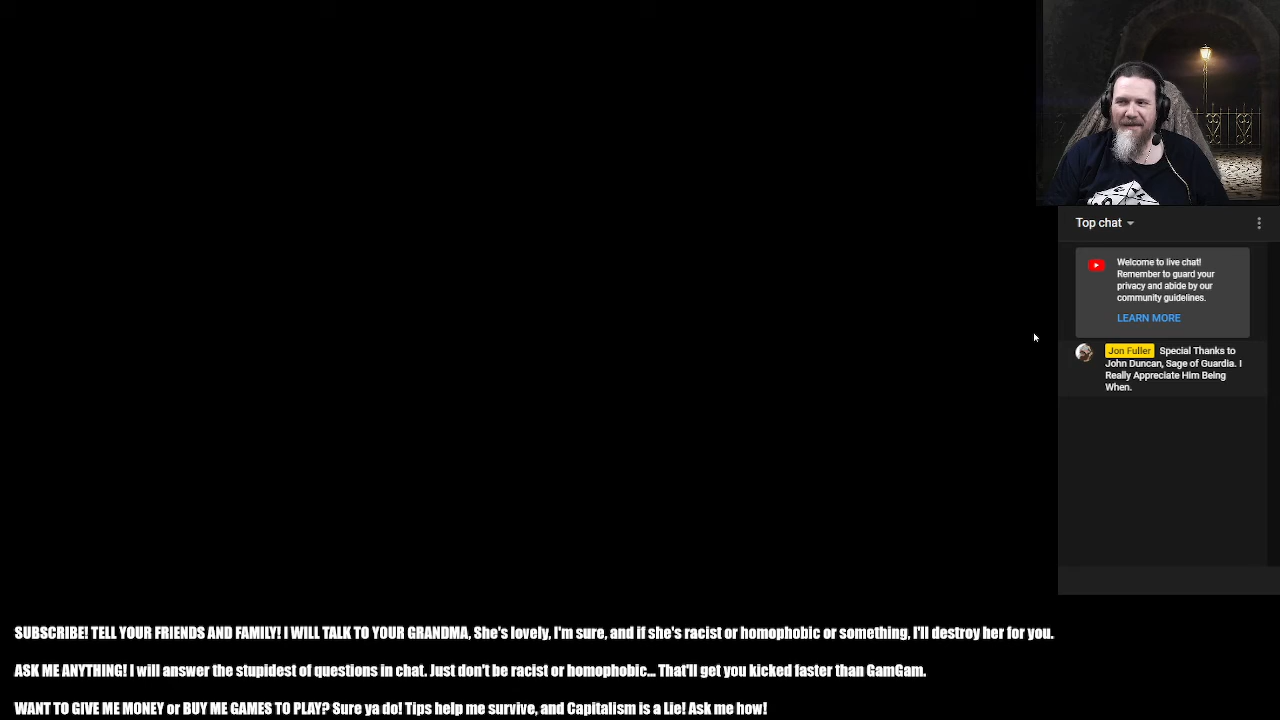 Top chat
Welcome to live chat!
Remember to guard your
privacy and abide by our
community guidelines.
LEARN MORE
Jon Fuller Special Thanks to
John Duncan, Sage of Guardia. I
Really Appreciate Him Being
When.
SUBSCRIBE! TELL YOUR FRIENDS AND FAMILY! I WILL TALK TO YOUR GRANDMA, She's lovely, I'm sure, and if she's racist or homophobic or something, I'll destroy her for you.
ASK ME ANYTHING! I will answer the stupidest of questions in chat. Just don't be racist or homophobic... That'll get you kicked faster than GamGam.
WANT TO GIVE ME MONEY or BUY ME GAMES TO PLAY? Sure ya do! Tips help me survive, and Capitalism is a Lie! Ask me how!